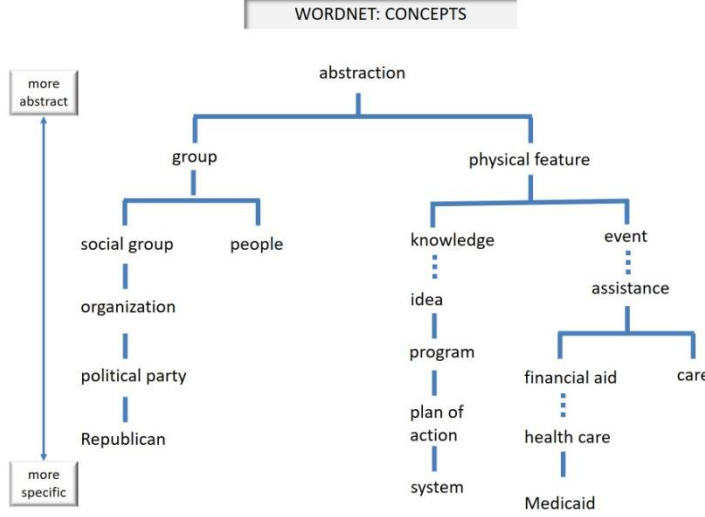 WORDNET: CONCEPTS
more
abstract
abstraction
group
physical feature
social group
people
knowledge
event
organization
idea
assistance
political party
program
financial aid
care
Republican
plan of
action
health care
more
specific
system
Medicaid